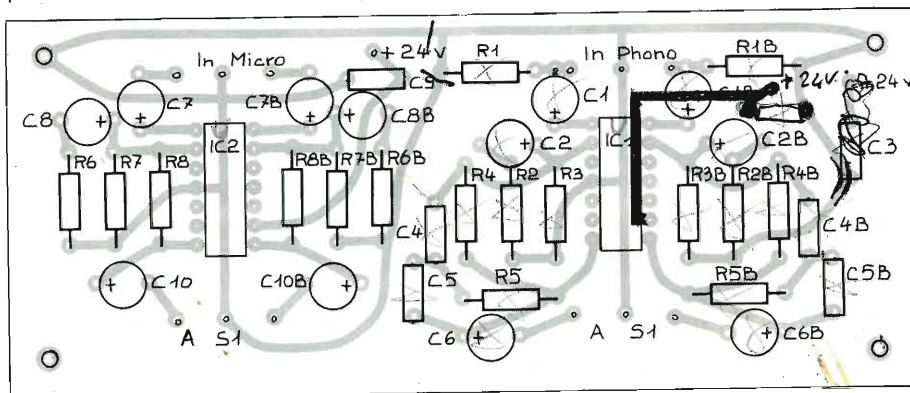 In Micro
+ 24 v
R1
In Phono
R1B
+ 24V
24 v
C8
C7
C7B
C9
C8B
C1
C2B
C3
IC2
C2
IC1
R6
R7
R8
R8B
R7B
R6B
R4
R2
R3
R3B
R2B
R4B
C4
C4B
C10
C10B
C5
R5
R5B
C5B
A
S1
C6
A
S1
C6B